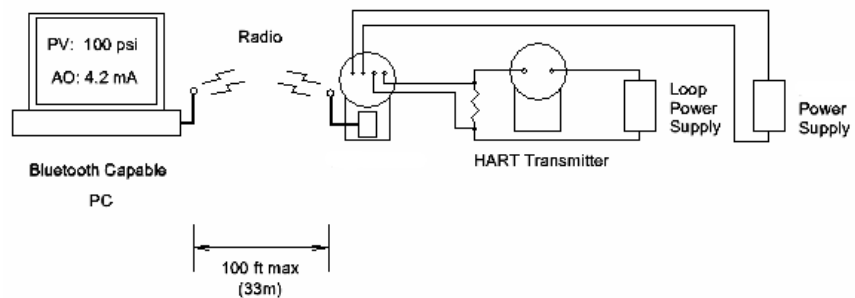 PV: 100 psi
AO: 4.2 mA
Radio
Loop
Power
Supply
Power
Supply
HART Transmitter
Bluetooth Capable
PC
100 ft max
(33m)